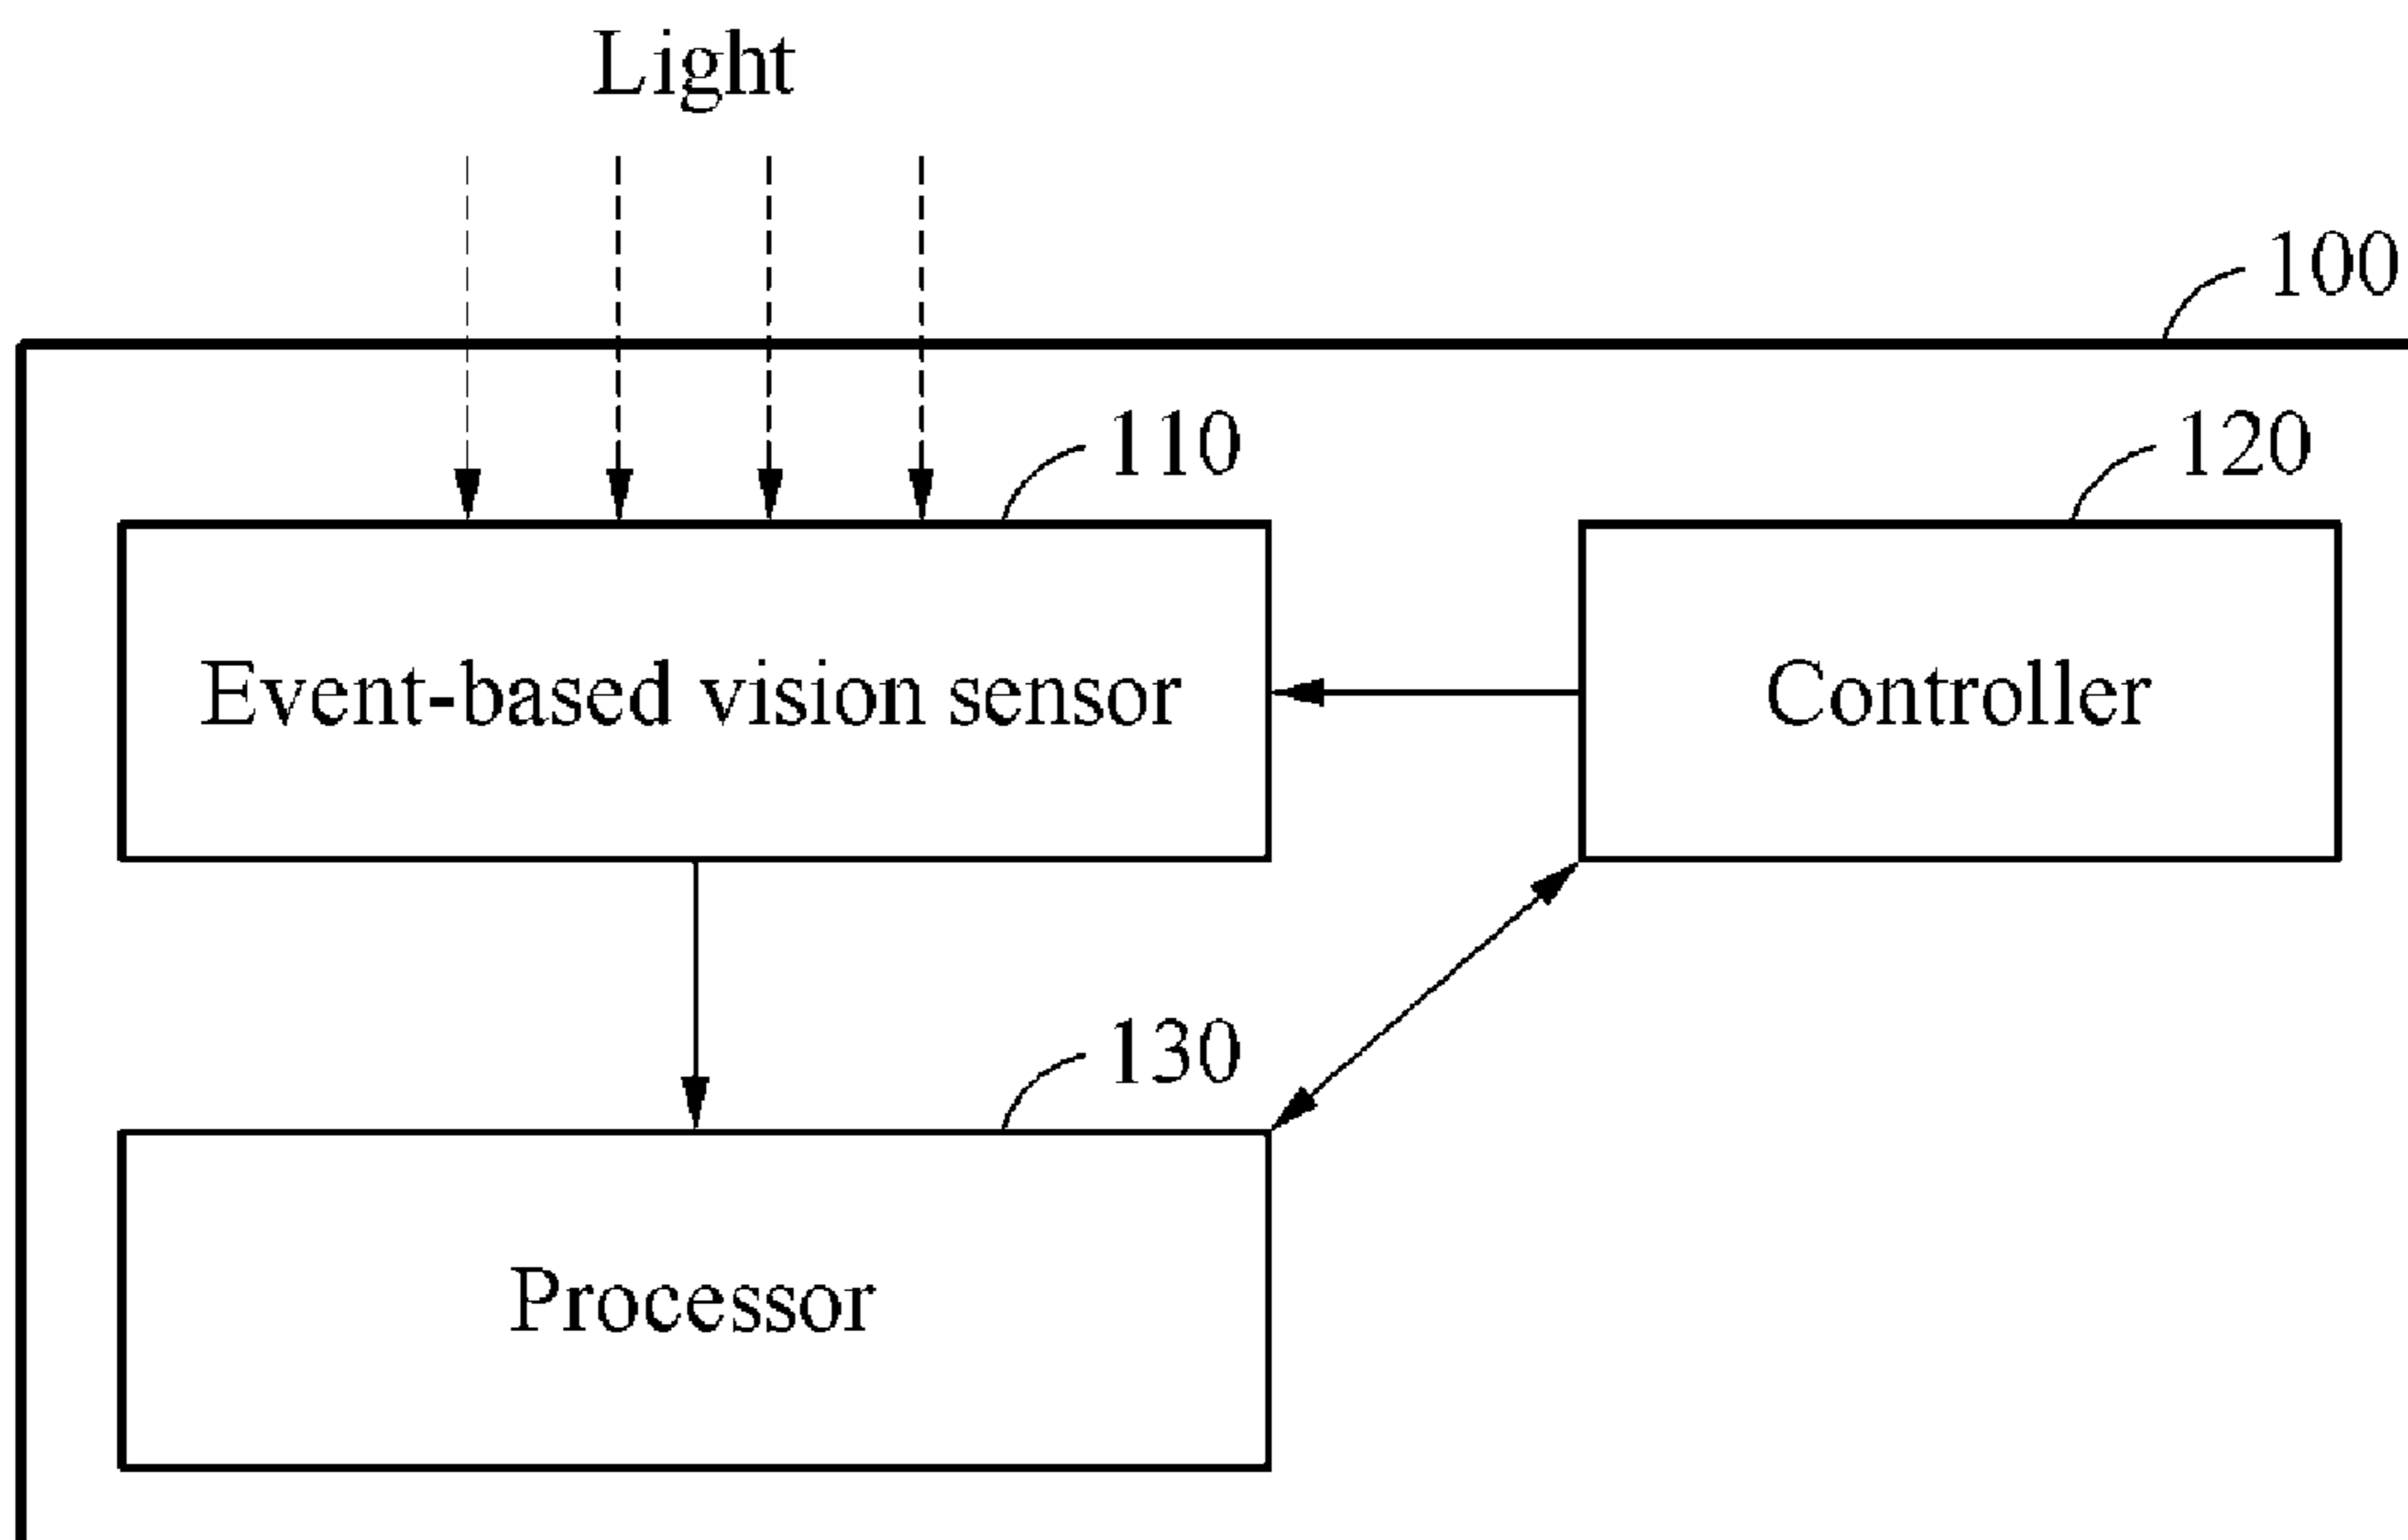 Light
100
110
120
Event-based vision sensor
Controller
130
Processor